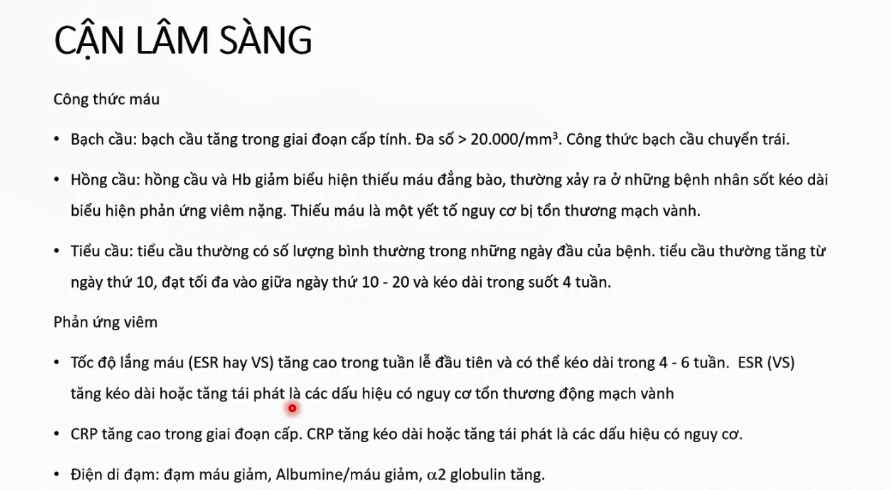 CẬN LÂM SÀNG
Công thức máu
• Bạch cầu: bạch cầu tăng trong giai đoạn cấp tính. Đa số > 20.000/mm³. Công thức bạch cầu chuyển trái.
• Hồng cầu: hồng cầu và Hb giảm biểu hiện thiếu máu đẳng bào, thường xảy ra ở những bệnh nhân sốt kéo dài
biểu hiện phản ứng viêm nặng. Thiếu máu là một yết tố nguy cơ bị tổn thương mạch vành.
• Tiểu cầu: tiểu cầu thường có số lượng bình thường trong những ngày đầu của bệnh. tiểu cầu thường tăng từ
ngày thứ 10, đạt tối đa vào giữa ngày thứ 10 - 20 và kéo dài trong suốt 4 tuần.
Phản ứng viêm
• Tốc độ lắng máu (ESR hay VS) tăng cao trong tuần lễ đầu tiên và có thể kéo dài trong 4 - 6 tuần. ESR (VS)
tăng kéo dài hoặc tăng tái phát là các dấu hiệu có nguy cơ tổn thương động mạch vành
• CRP tăng cao trong giai đoạn cấp. CRP tăng kéo dài hoặc tăng tái phát là các dấu hiệu có nguy cơ.
• Điện di đạm: đạm máu giảm, Albumine/máu giảm, α2 globulin tăng.